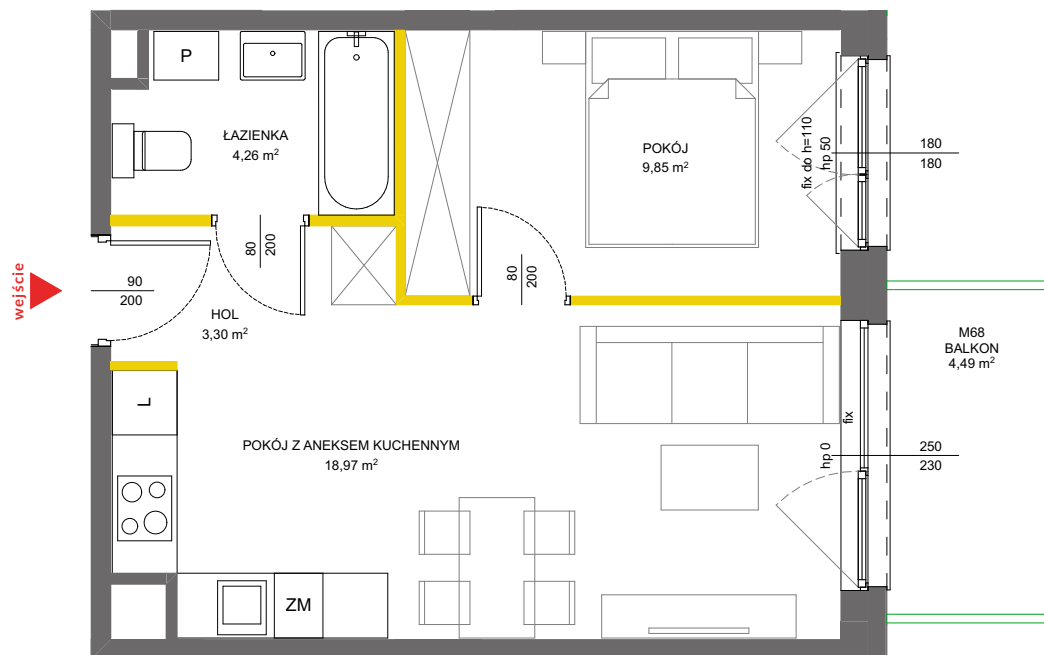 P
ŁAZIENKA
4,26 m²
POKÓJ
9,85 m²
fix do h=110
hp 50
180
180
80
200
80
200
wejście
90
200
HOL
3,30 m²
M68
BALKON
4,49 m²
L
POKÓJ Z ANEKSEM KUCHENNYM
18,97 m²
fix
hp 0
250
230
ZM